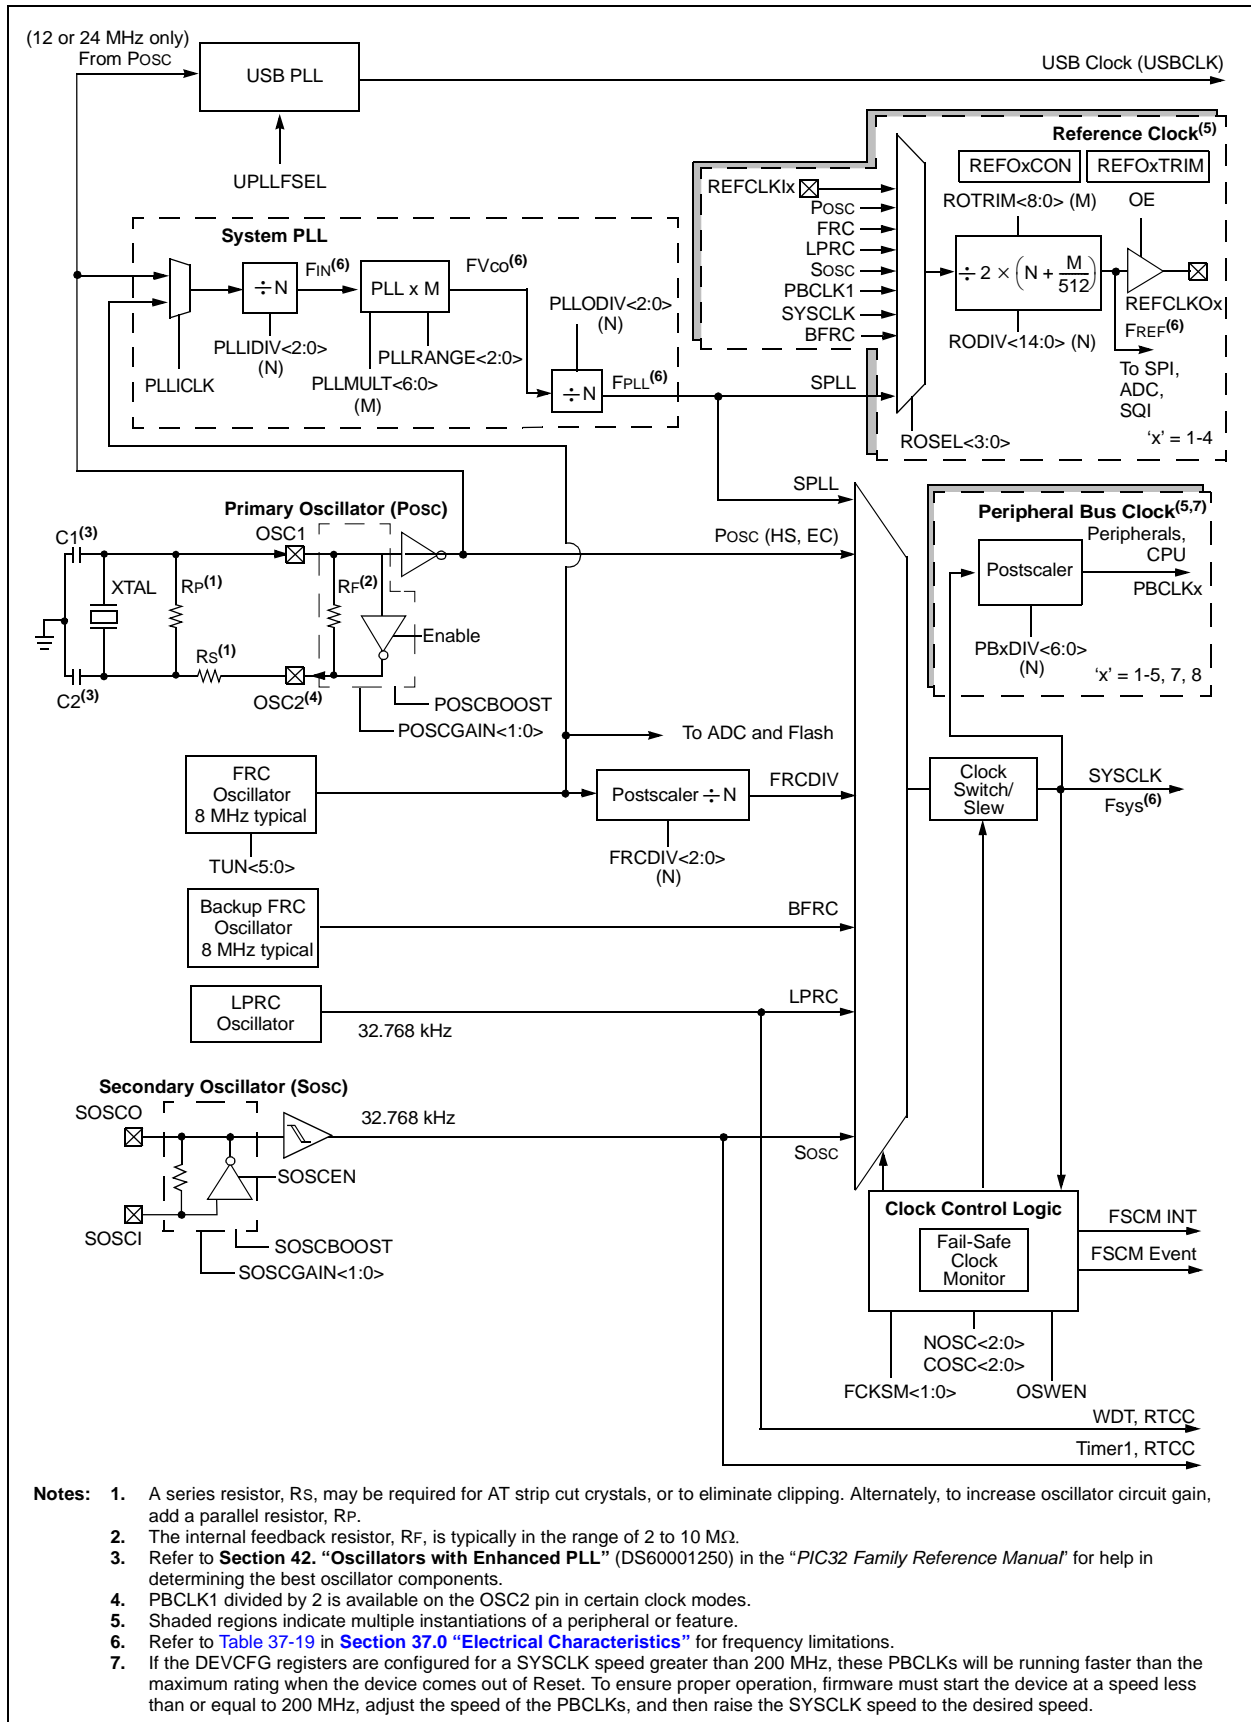 (12 or 24 MHz only)
From POSC
USB PLL
USB Clock (USBCLK)
UPLLFSEL
Reference Clock(5)
REFOxCON
REFOxTRIM
REFCLKIx
POSC
FRC
LPRC
SOSC
PBCLK1
SYSCLK
BFRC
ROTRIM<8:0> (M)
OE
÷ 2 × (N + M/512)
REFCLKOx
RODIV<14:0> (N)
FREF(6)
To SPI,
ADC,
SQI
'x' = 1-4
SPLL
ROSEL<3:0>
System PLL
FIN(6)
FVco(6)
÷ N
PLL x M
PLLODIV<2:0>
(N)
PLLIDIV<2:0>
(N)
PLLRANGE<2:0>
PLLICLK
PLLMULT<6:0>
(M)
÷ N
FPLL(6)
SPLL
Primary Oscillator (POSC)
C1(3)
OSC1
POSC (HS, EC)
XTAL
RP(1)
RF(2)
Enable
RS(1)
C2(3)
OSC2(4)
POSCBOOST
POSCGAIN<1:0>
Peripheral Bus Clock(5,7)
Peripherals,
CPU
Postscaler
PBCLKx
PBxDIV<6:0>
(N)
'x' = 1-5, 7, 8
To ADC and Flash
FRC
Oscillator
8 MHz typical
TUN<5:0>
Postscaler ÷ N
FRCDIV
FRCDIV<2:0>
(N)
Clock
Switch/
Slew
SYSCLK
Fsys(6)
Backup FRC
Oscillator
8 MHz typical
BFRC
LPRC
Oscillator
32.768 kHz
LPRC
Secondary Oscillator (SOSC)
SOSCO
32.768 kHz
SOSC
SOSCEN
SOSCI
SOSCBOOST
SOSCGAIN<1:0>
Clock Control Logic
Fail-Safe
Clock
Monitor
FSCM INT
FSCM Event
NOSC<2:0>
COSC<2:0>
FCKSM<1:0>
OSWEN
WDT, RTCC
Timer1, RTCC
Notes: 1. A series resistor, RS, may be required for AT strip cut crystals, or to eliminate clipping. Alternately, to increase oscillator circuit gain,
add a parallel resistor, RP.
2. The internal feedback resistor, RF, is typically in the range of 2 to 10 MΩ.
3. Refer to Section 42. “Oscillators with Enhanced PLL” (DS60001250) in the “PIC32 Family Reference Manual” for help in
determining the best oscillator components.
4. PBCLK1 divided by 2 is available on the OSC2 pin in certain clock modes.
5. Shaded regions indicate multiple instantiations of a peripheral or feature.
6. Refer to Table 37-19 in Section 37.0 “Electrical Characteristics” for frequency limitations.
7. If the DEVCFG registers are configured for a SYSCLK speed greater than 200 MHz, these PBCLKs will be running faster than the
maximum rating when the device comes out of Reset. To ensure proper operation, firmware must start the device at a speed less
than or equal to 200 MHz, adjust the speed of the PBCLKs, and then raise the SYSCLK speed to the desired speed.